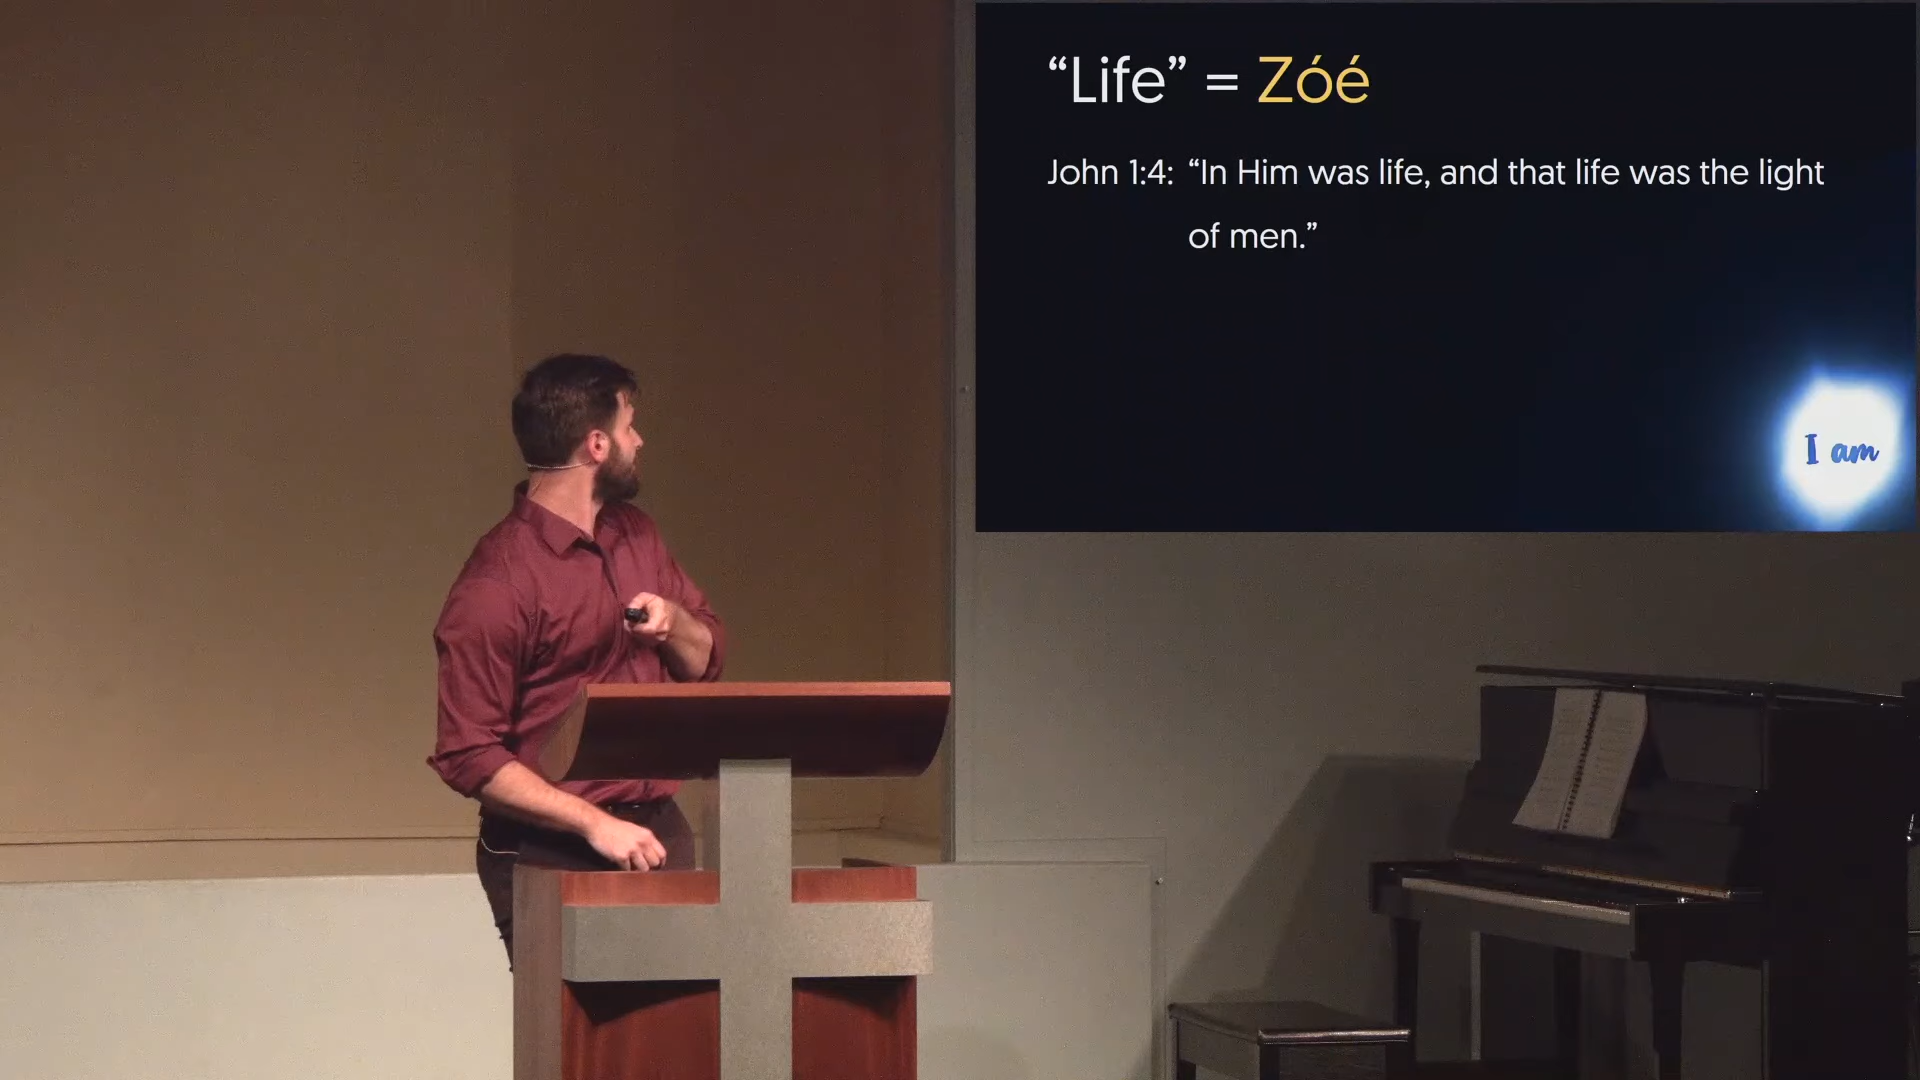 “Life” = Zóé
John 1:4: “In Him was life, and that life was the light
of men.”
I am